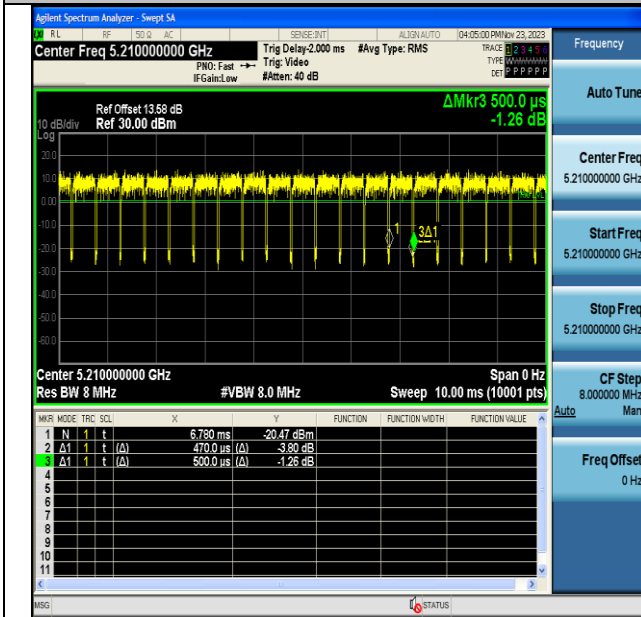 Agilent Spectrum Analyzer - Swept SA
RL RF 50 Ω AC SENSE:INT ALIGN AUTO 04:05:00 PM Nov 23, 2023
Center Freq 5.210000000 GHz Trig Delay-2.000 ms #Avg Type: RMS TRACE 1 2 3 4 5 6
PNO: Fast Trig: Video TYPE
IFGain:Low #Atten: 40 dB DET P P P P P P
Frequency
Auto Tune
Center Freq
5.210000000 GHz
Start Freq
5.210000000 GHz
Stop Freq
5.210000000 GHz
CF Step
8.000000 MHz
Auto Man
Freq Offset
0 Hz
ΔMkr3 500.0 µs
-1.26 dB
Ref Offset 13.58 dB
10 dB/div Ref 30.00 dBm
Log
20.0
10.0
0.00
-10.0
-20.0
-30.0
-40.0
-50.0
-60.0
1
3Δ1
Center 5.210000000 GHz Span 0 Hz
Res BW 8 MHz #VBW 8.0 MHz Sweep 10.00 ms (10001 pts)
MKR MODE TRC SCL X Y FUNCTION FUNCTION WIDTH FUNCTION VALUE
1 N 1 t 6.780 ms -20.47 dBm
2 Δ1 1 t (Δ) 470.0 µs (Δ) -3.80 dB
3 Δ1 1 t (Δ) 500.0 µs (Δ) -1.26 dB
4
5
6
7
8
9
10
11
MSG STATUS